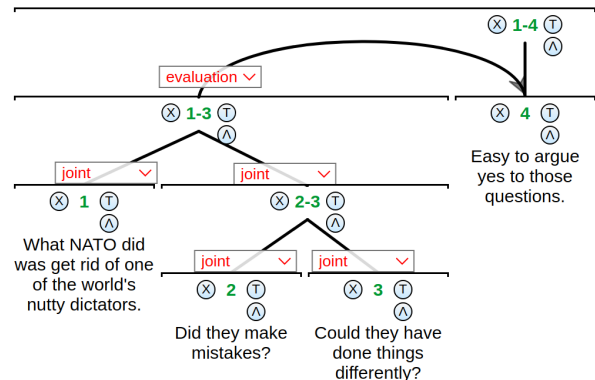 X 1-4 T
Λ
evaluation
X 1-3 T
Λ
X 4 T
Λ
Easy to argue
yes to those
questions.
joint
joint
X 1 T
Λ
X 2-3 T
Λ
What NATO did
was get rid of one
of the world's
nutty dictators.
joint
joint
X 2 T
Λ
X 3 T
Λ
Did they make
mistakes?
Could they have
done things
differently?